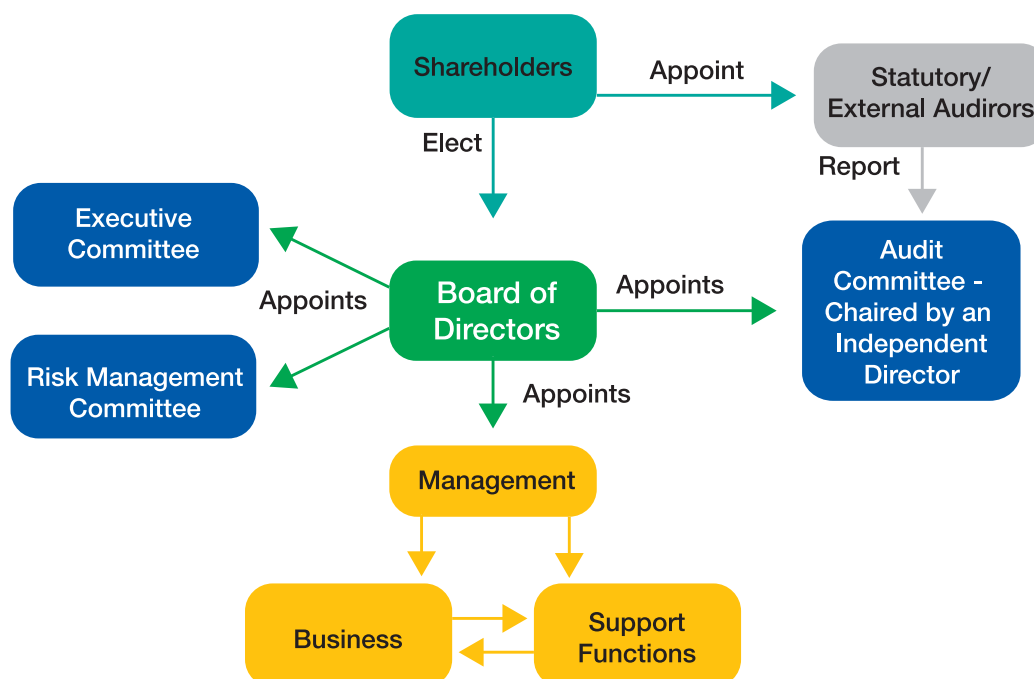 Shareholders
Appoint
Statutory/
External Audirors
Elect
Report
Executive
Committee
Appoints
Board of
Directors
Appoints
Audit
Committee -
Chaired by an
Independent
Director
Risk Management
Committee
Appoints
Management
Business
Support
Functions